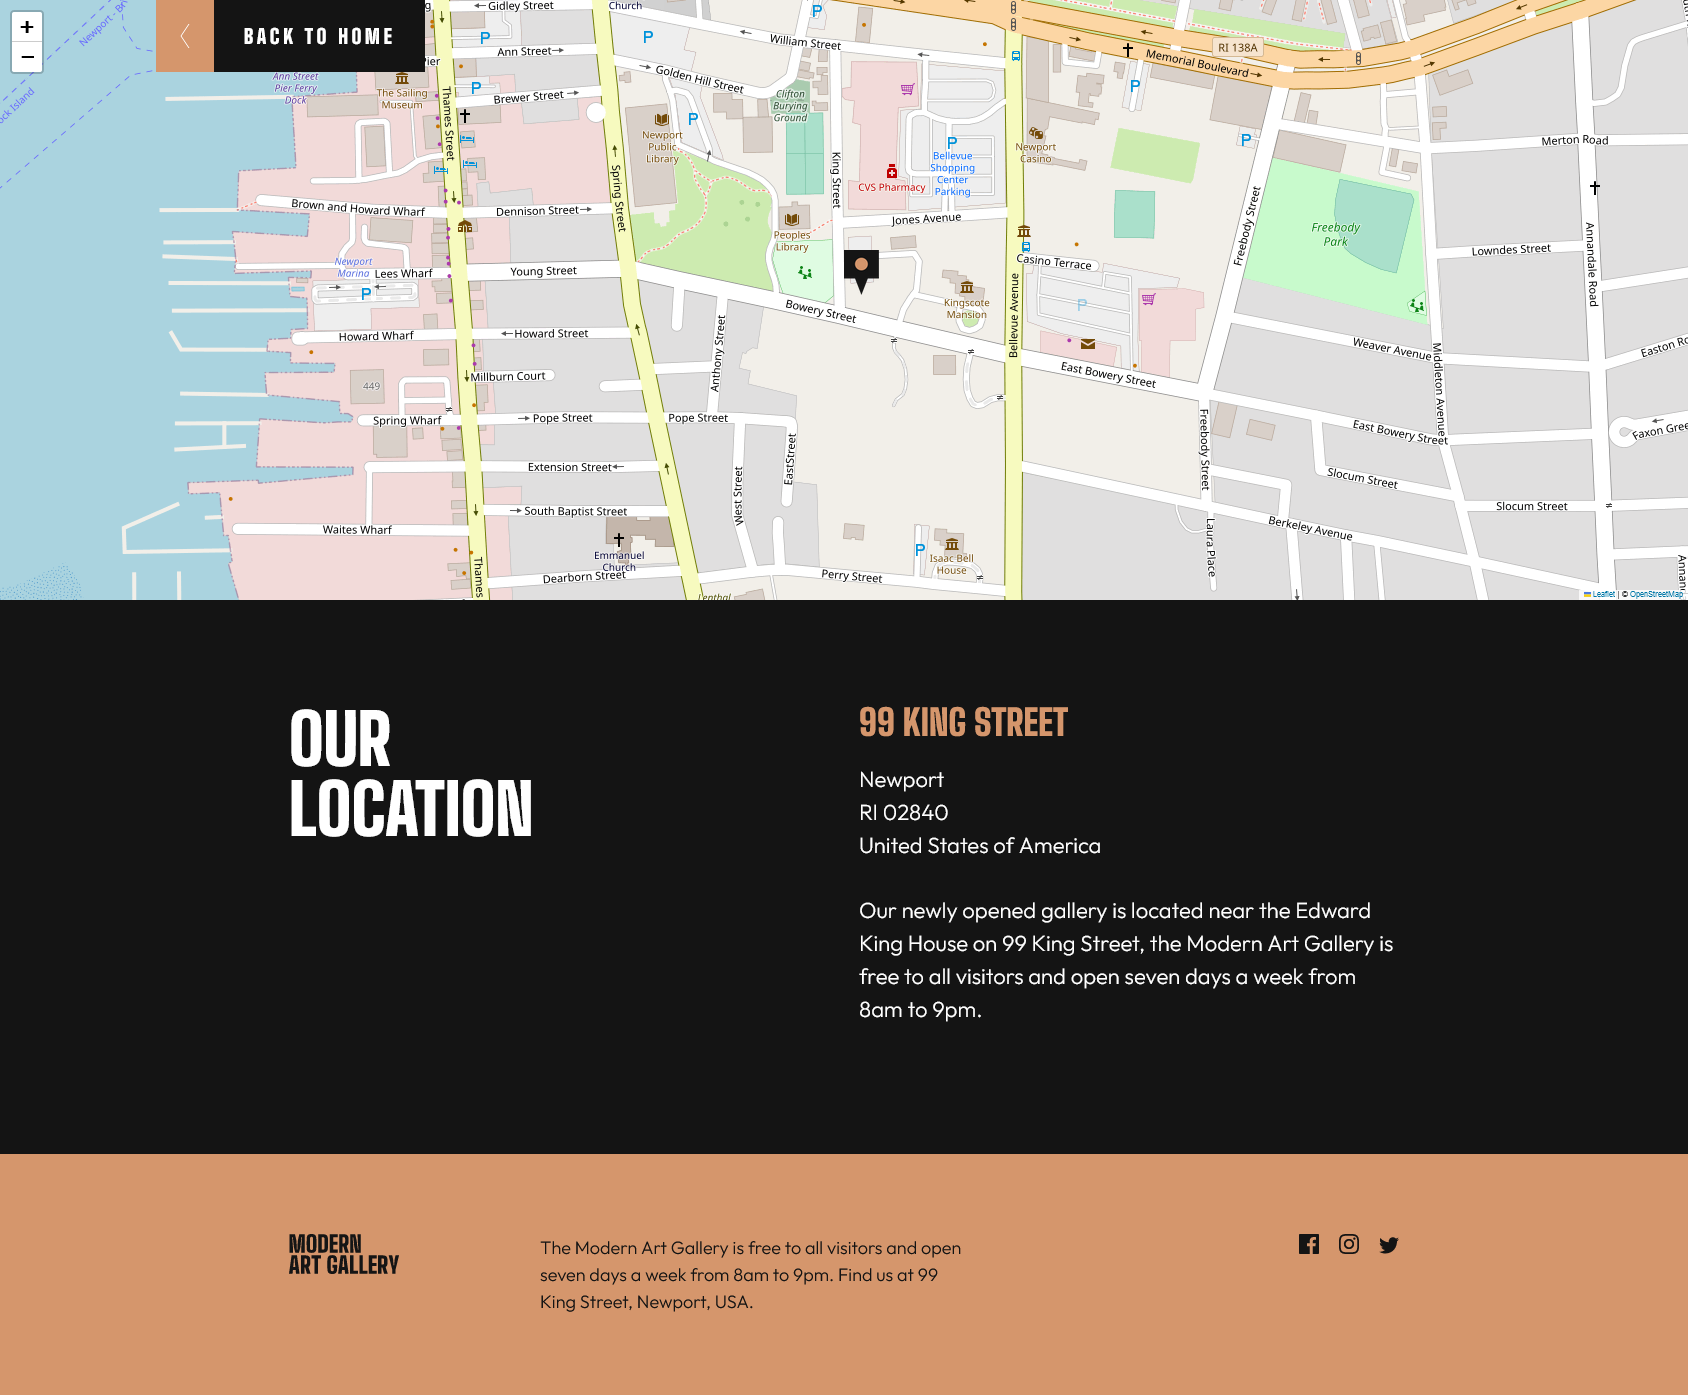 +
−
BACK TO HOME
Gidley Street
Church
William Street
RI 138A
Memorial Boulevard
Ann Street
Pier
Ann Street
Pier Ferry
Dock
The Sailing
Museum
Brewer Street
Golden Hill Street
Clifton
Burying
Ground
Thames Street
Newport
Public
Library
King Street
CVS Pharmacy
Bellevue
Shopping
Center
Parking
Newport
Casino
Merton Road
Spring Street
Brown and Howard Wharf
Dennison Street
Jones Avenue
Peoples
Library
Freebody Street
Freebody
Park
Lowndes Street
Annandale Road
Newport
Marina
Lees Wharf
Young Street
Casino Terrace
Kingscote
Mansion
Bowery Street
Bellevue Avenue
Howard Wharf
Howard Street
Anthony Street
Weaver Avenue
Middleton Avenue
449
Millburn Court
East Bowery Street
Spring Wharf
Pope Street
Pope Street
Freebody Street
East Bowery Street
EastStreet
Extension Street
West Street
Slocum Street
Slocum Street
South Baptist Street
Waites Wharf
Berkeley Avenue
Laura Place
Emmanuel
Church
Isaac Bell
House
Dearborn Street
Perry Street
Thames
Leaflet | © OpenStreetMap
OUR
LOCATION
99 KING STREET
Newport
RI 02840
United States of America
Our newly opened gallery is located near the Edward
King House on 99 King Street, the Modern Art Gallery is
free to all visitors and open seven days a week from
8am to 9pm.
MODERN
ART GALLERY
The Modern Art Gallery is free to all visitors and open
seven days a week from 8am to 9pm. Find us at 99
King Street, Newport, USA.